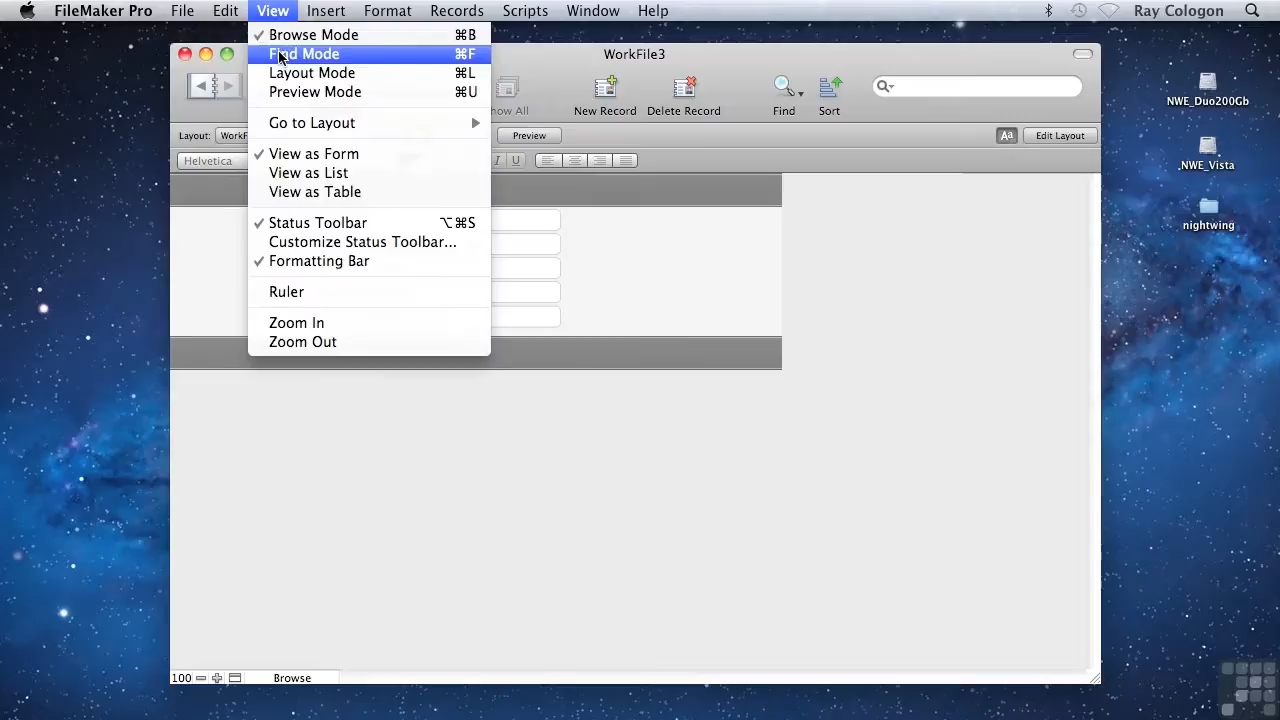 FileMaker Pro File Edit View Insert Format Records Scripts Window Help Ray Cologon
✓ Browse Mode ⌘B
Find Mode ⌘F
Layout Mode ⌘L
Preview Mode ⌘U
Go to Layout ▶
✓ View as Form
View as List
View as Table
✓ Status Toolbar ⌥⌘S
Customize Status Toolbar...
✓ Formatting Bar
Ruler
Zoom In
Zoom Out
WorkFile3
New Record Delete Record Find Sort
Layout: Preview Aa Edit Layout
Helvetica I U
100 Browse
NWE_Duo200Gb
NWE_Vista
nightwing